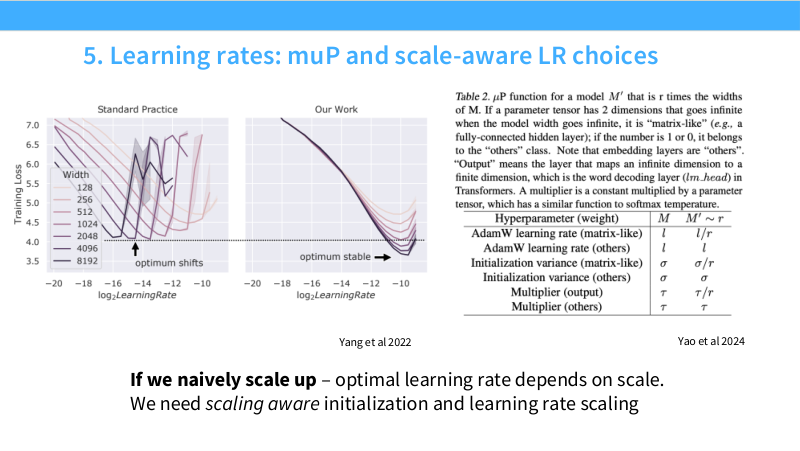 5. Learning rates: muP and scale-aware LR choices
Standard Practice
Our Work
Training Loss
7.0
6.5
6.0
5.5
5.0
4.5
4.0
3.5
Width
128
256
512
1024
2048
4096
8192
optimum shifts
optimum stable
−20 −18 −16 −14 −12 −10
log₂LearningRate
−20 −18 −16 −14 −12 −10
log₂LearningRate
Table 2. μP function for a model M′ that is r times the widths
of M. If a parameter tensor has 2 dimensions that goes infinite
when the model width goes infinite, it is “matrix-like” (e.g., a
fully-connected hidden layer); if the number is 1 or 0, it belongs
to the “others” class. Note that embedding layers are “others”.
“Output” means the layer that maps an infinite dimension to a
finite dimension, which is the word decoding layer (lm_head) in
Transformers. A multiplier is a constant multiplied by a parameter
tensor, which has a similar function to softmax temperature.
Hyperparameter (weight) M M′ ∼ r
AdamW learning rate (matrix-like) l l/r
AdamW learning rate (others) l l
Initialization variance (matrix-like) σ σ/r
Initialization variance (others) σ σ
Multiplier (output) τ τ/r
Multiplier (others) τ τ
Yang et al 2022
Yao et al 2024
If we naively scale up – optimal learning rate depends on scale.
We need scaling aware initialization and learning rate scaling